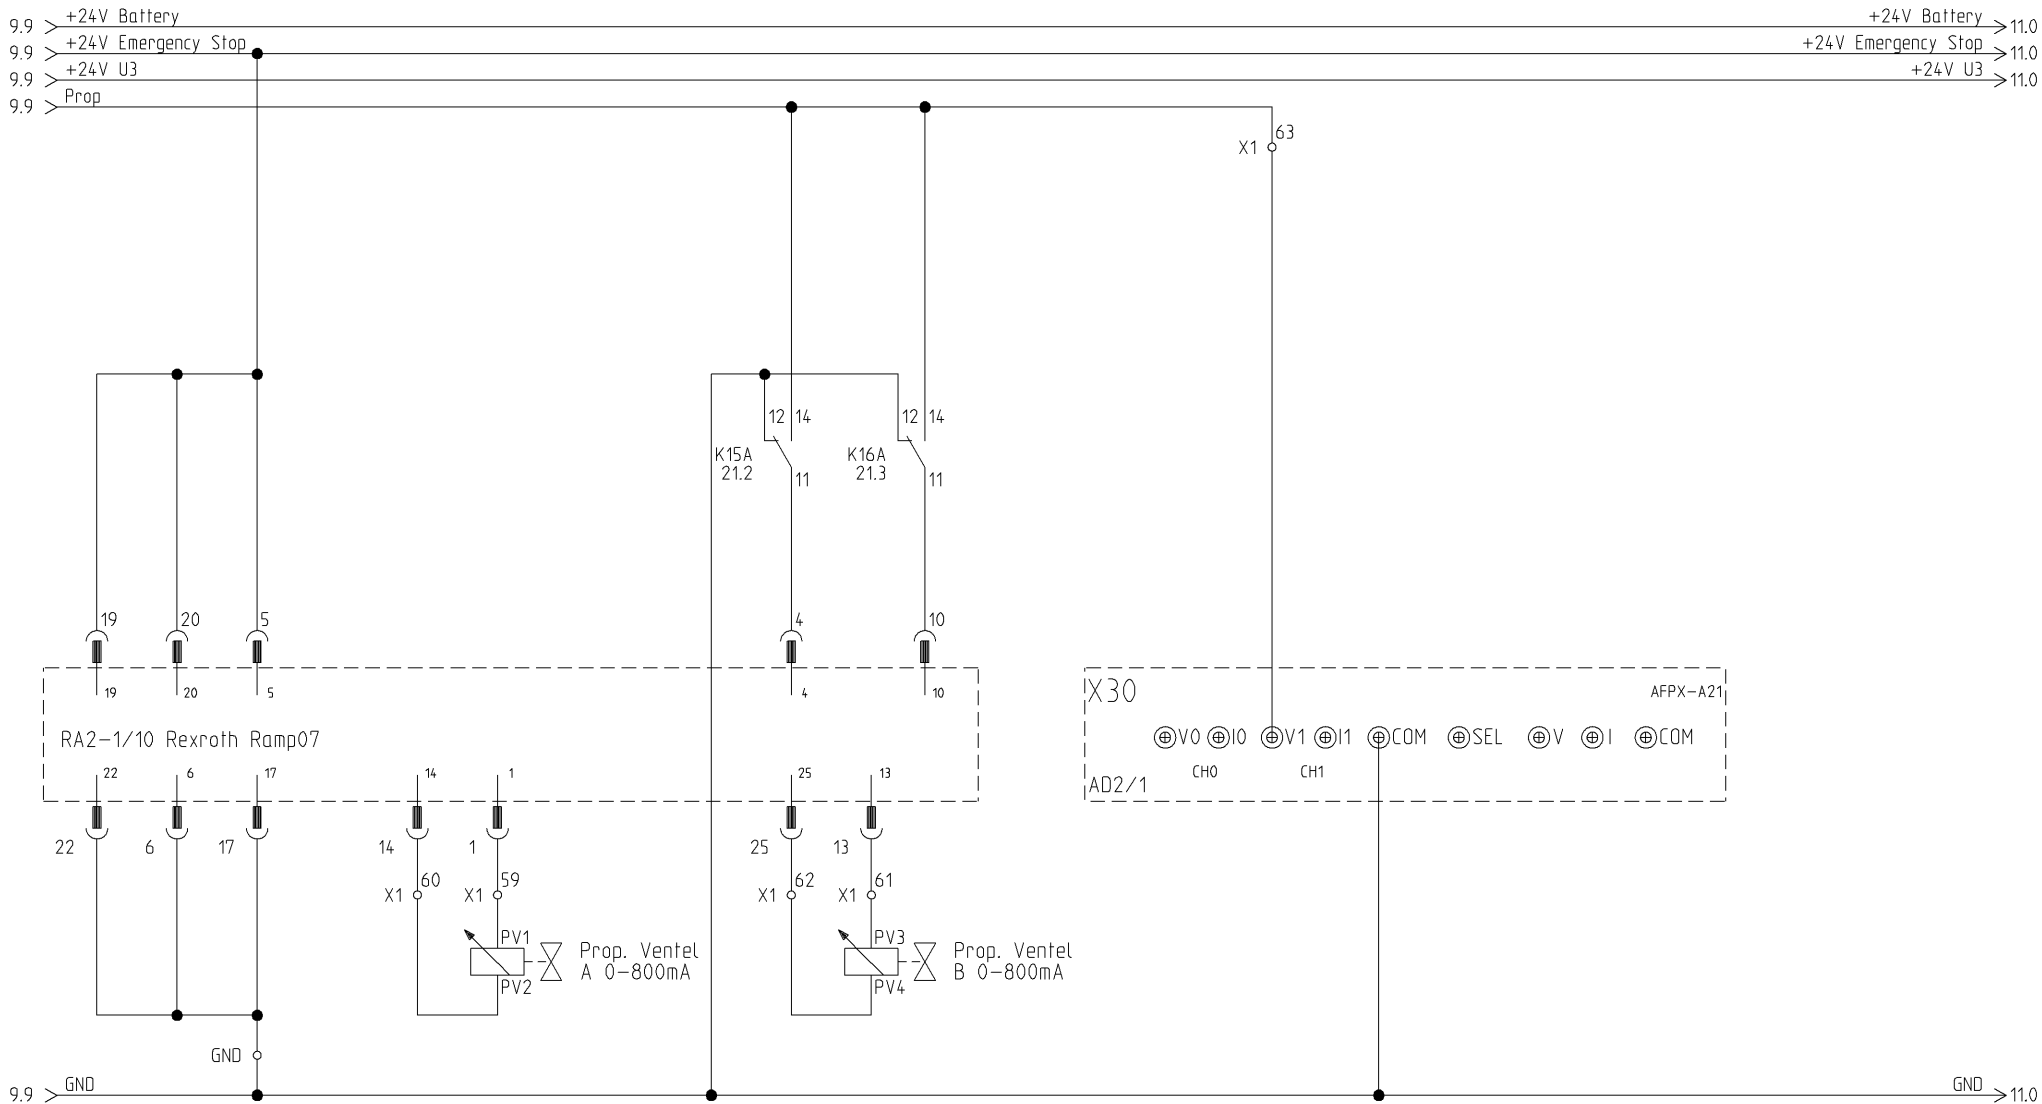 9.9 +24V Battery +24V Battery 11.0
9.9 +24V Emergency Stop +24V Emergency Stop 11.0
9.9 +24V U3 +24V U3 11.0
9.9 Prop
63
X1
12 14 12 14
K15A K16A
21.2 21.3
11 11
19 20 5 4 10
19 20 5 4 10
X30 AFPX-A21
RA2-1/10 Rexroth Ramp07
V0 I0 V1 I1 COM SEL V I COM
CH0 CH1
22 6 17 14 1 25 13
AD2/1
22 6 17 14 1 25 13
60 59 62 61
X1 X1 X1 X1
PV1 Prop. Ventel PV3 Prop. Ventel
A 0-800mA B 0-800mA
PV2 PV4
GND
9.9 GND GND 11.0